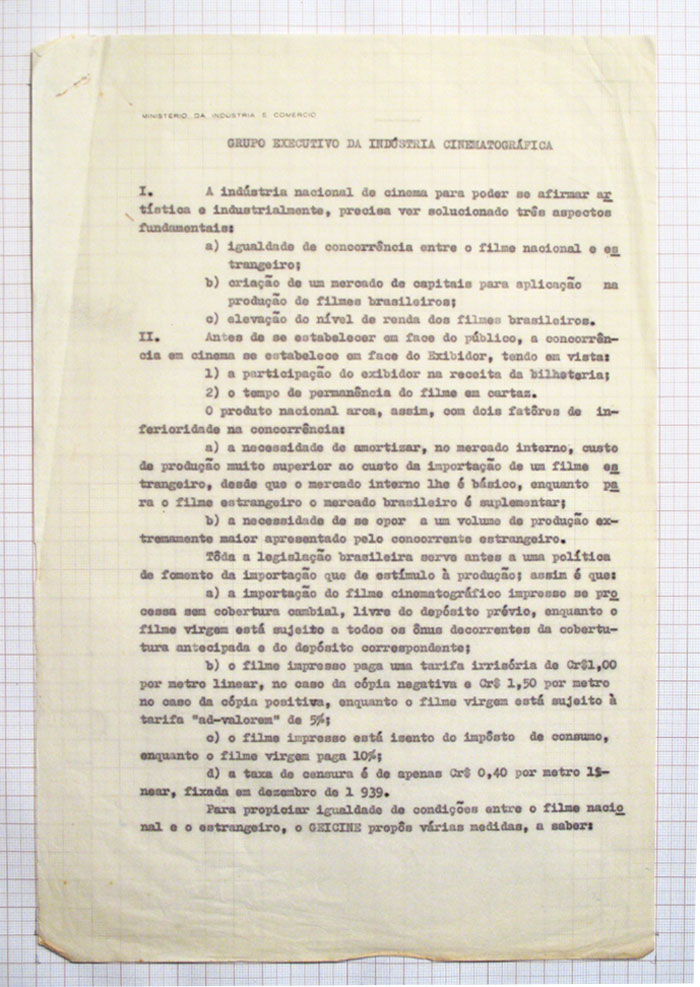 MINISTÉRIO DA INDÚSTRIA E COMÉRCIO
GRUPO EXECUTIVO DA INDÚSTRIA CINEMATOGRÁFICA
I. A indústria nacional de cinema para poder se afirmar ar
tística e industrialmente, precisa ver solucionado três aspectos
fundamentais:
a) igualdade de concorrência entre o filme nacional e es
trangeiro;
b) criação de um mercado de capitais para aplicação na
produção de filmes brasileiros;
c) elevação do nível de renda dos filmes brasileiros.
II. Antes de se estabelecer em face do público, a concorrên-
cia em cinema se estabelece em face do Exibidor, tendo em vista:
1) a participação do exibidor na receita da bilheteria;
2) o tempo de permanência do filme em cartaz.
O produto nacional arca, assim, com dois fatôres de in-
ferioridade na concorrência:
a) a necessidade de amortizar, no mercado interno, custo
de produção muito superior ao custo da importação de um filme es
trangeiro, desde que o mercado interno lhe é básico, enquanto pa
ra o filme estrangeiro o mercado brasileiro é suplementar;
b) a necessidade de se opor a um volume de produção ex-
tremamente maior apresentado pelo concorrente estrangeiro.
Tôda a legislação brasileira serve antes a uma política
de fomento da importação que de estímulo à produção; assim é que:
a) a importação do filme cinematográfico impresso se pro
cessa sem cobertura cambial, livre do depósito prévio, enquanto o
filme virgem está sujeito a todos os ônus decorrentes da cobertu-
tura antecipada e do depósito correspondente;
b) o filme impresso paga uma tarifa irrisória de Cr$1,00
por metro linear, no caso da cópia negativa e Cr$ 1,50 por metro
no caso da cópia positiva, enquanto o filme virgem está sujeito à
tarifa "ad-valorem" de 5%;
c) o filme impresso está isento do impôsto de consumo,
enquanto o filme virgem paga 10%;
d) a taxa de censura é de apenas Cr$ 0,40 por metro li-
near, fixada em dezembro de 1 939.
Para propiciar igualdade de condições entre o filme nacio
nal e o estrangeiro, o GEICINE propôs várias medidas, a saber: